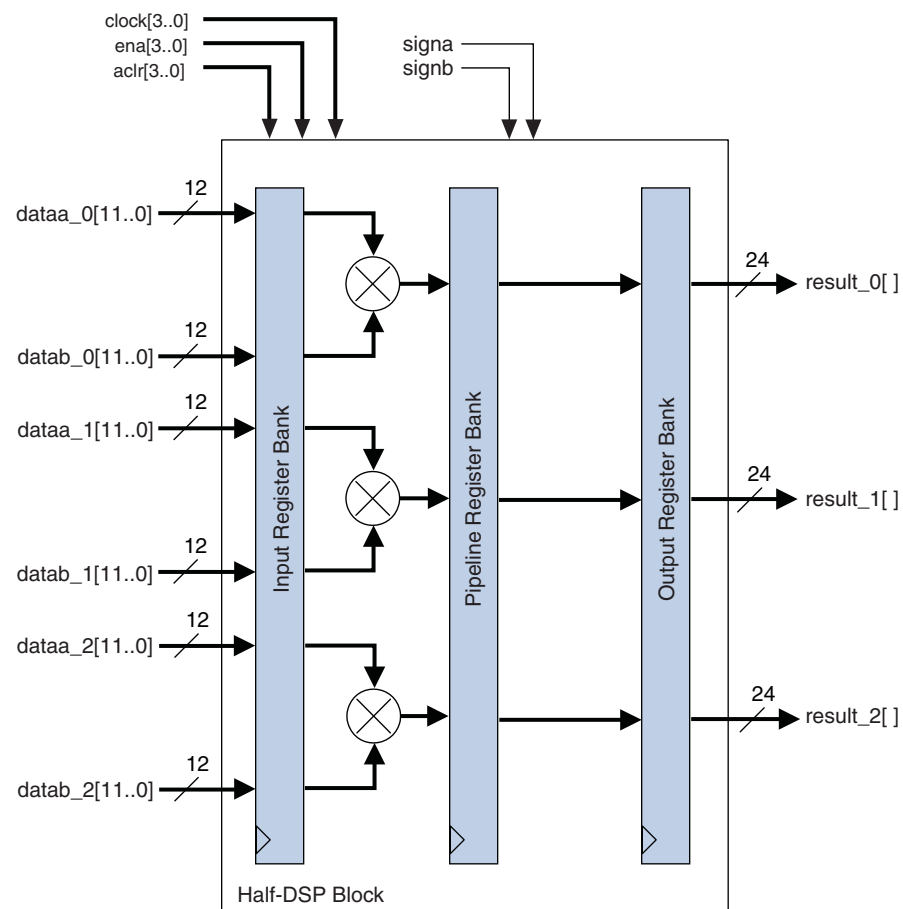 clock[3..0]
ena[3..0]
aclr[3..0]
signa
signb
12
dataa_0[11..0]
24
result_0[ ]
12
datab_0[11..0]
12
dataa_1[11..0]
24
result_1[ ]
12
datab_1[11..0]
12
dataa_2[11..0]
24
result_2[ ]
12
datab_2[11..0]
Input Register Bank
Pipeline Register Bank
Output Register Bank
Half-DSP Block